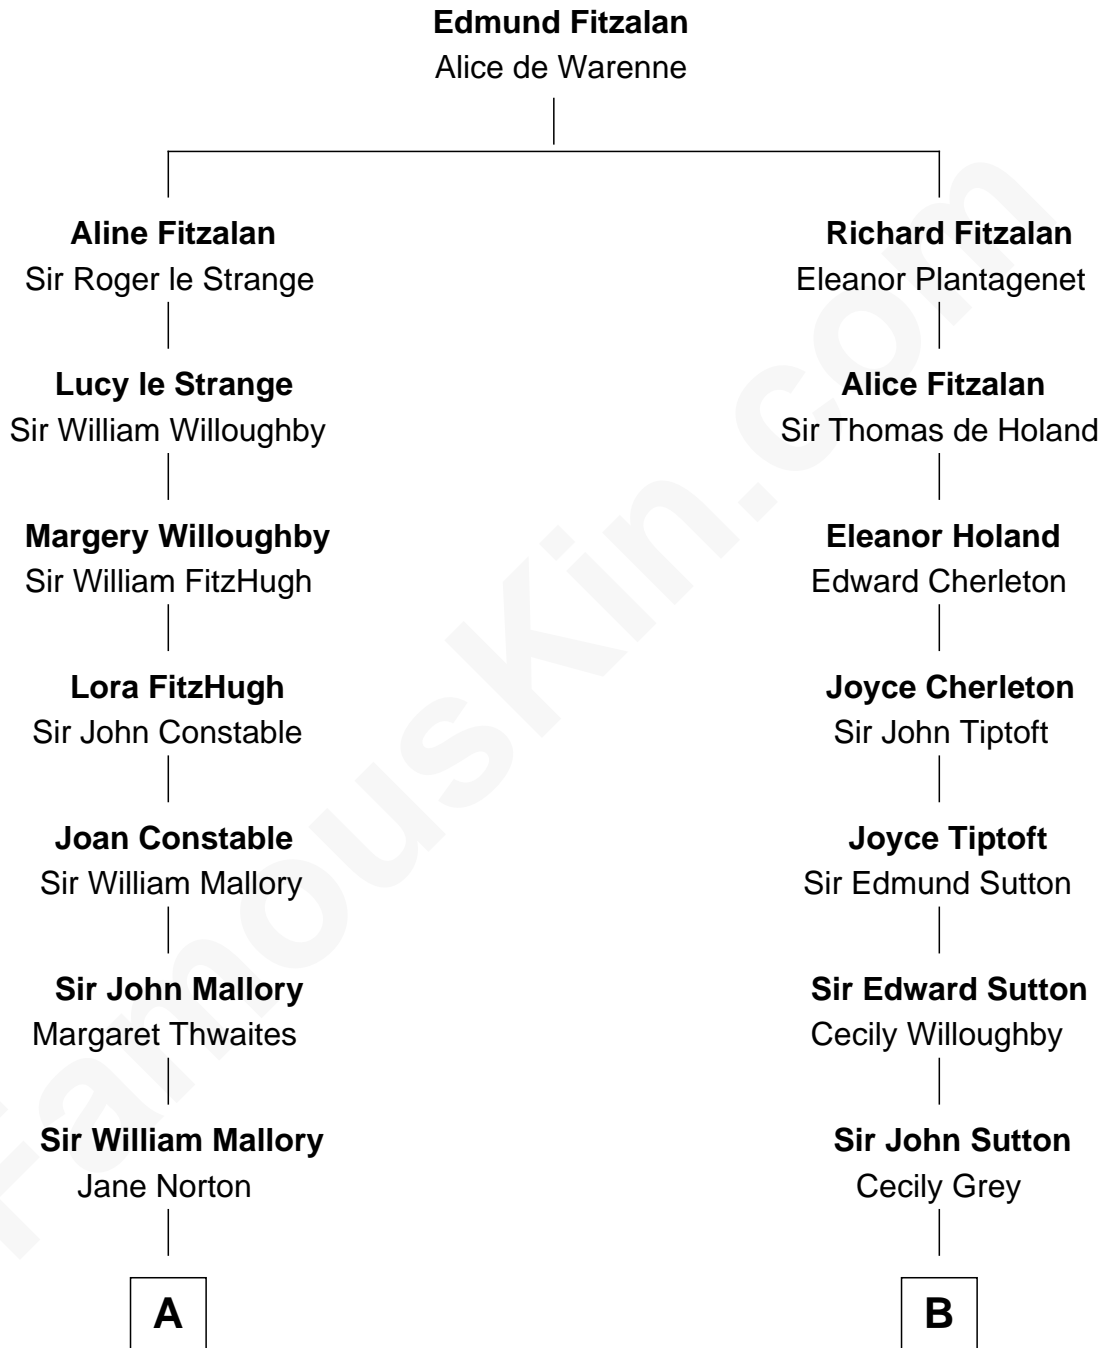 Edmund Fitzalan
Alice de Warenne
Aline Fitzalan
Sir Roger le Strange
Richard Fitzalan
Eleanor Plantagenet
Lucy le Strange
Sir William Willoughby
Alice Fitzalan
Sir Thomas de Holand
Margery Willoughby
Sir William FitzHugh
Eleanor Holand
Edward Cherleton
Lora FitzHugh
Sir John Constable
Joyce Cherleton
Sir John Tiptoft
Joan Constable
Sir William Mallory
Joyce Tiptoft
Sir Edmund Sutton
Sir John Mallory
Margaret Thwaites
Sir Edward Sutton
Cecily Willoughby
Sir William Mallory
Jane Norton
Sir John Sutton
Cecily Grey
A
B
FamousKin.com